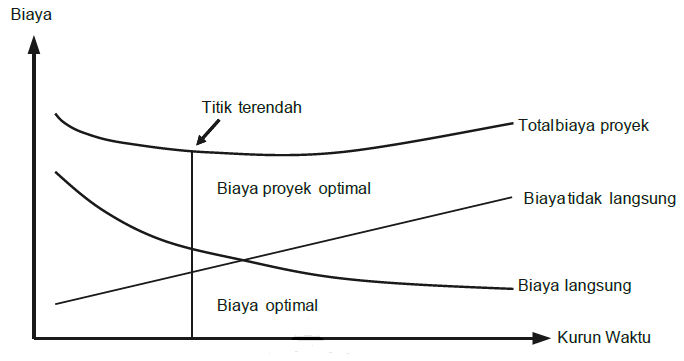 Biaya
Titik terendah
Totalbiaya proyek
Biaya proyek optimal
Biayatidak langsung
Biaya langsung
Biaya optimal
Kurun Waktu